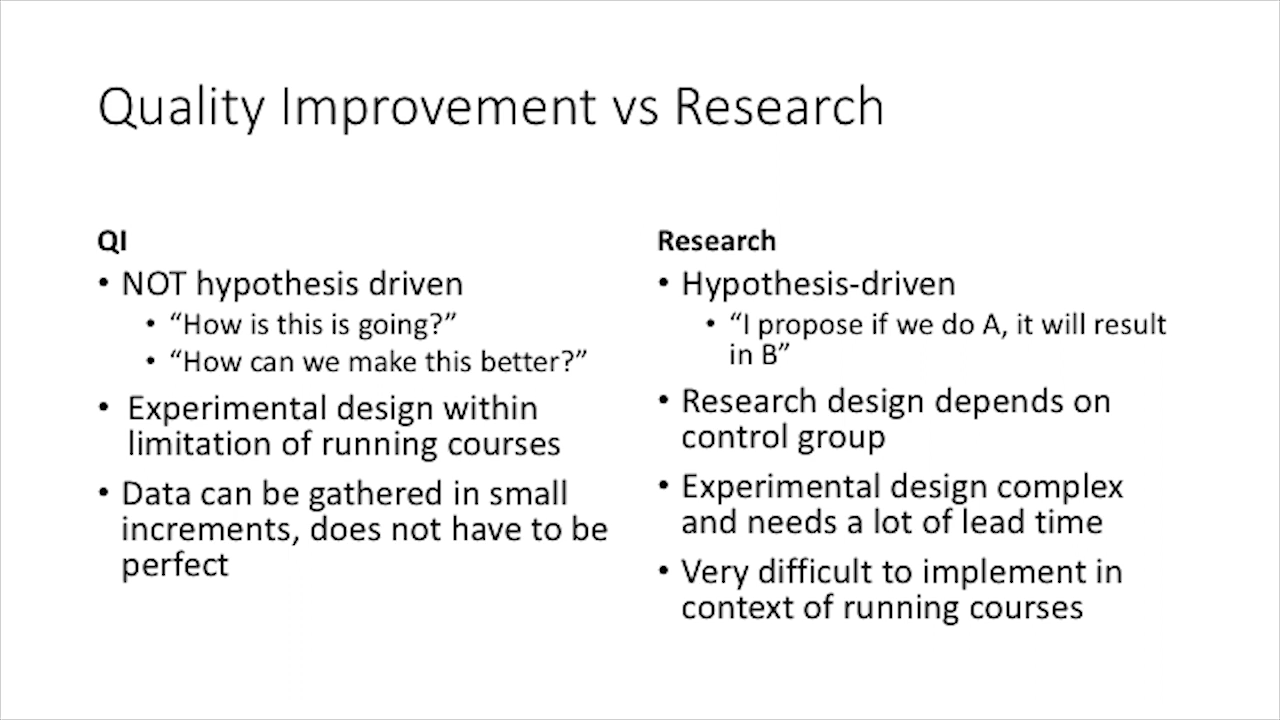 Quality Improvement vs Research
QI
• NOT hypothesis driven
• “How is this is going?”
• “How can we make this better?”
• Experimental design within
limitation of running courses
• Data can be gathered in small
increments, does not have to be
perfect
Research
• Hypothesis-driven
• “I propose if we do A, it will result
in B”
• Research design depends on
control group
• Experimental design complex
and needs a lot of lead time
• Very difficult to implement in
context of running courses